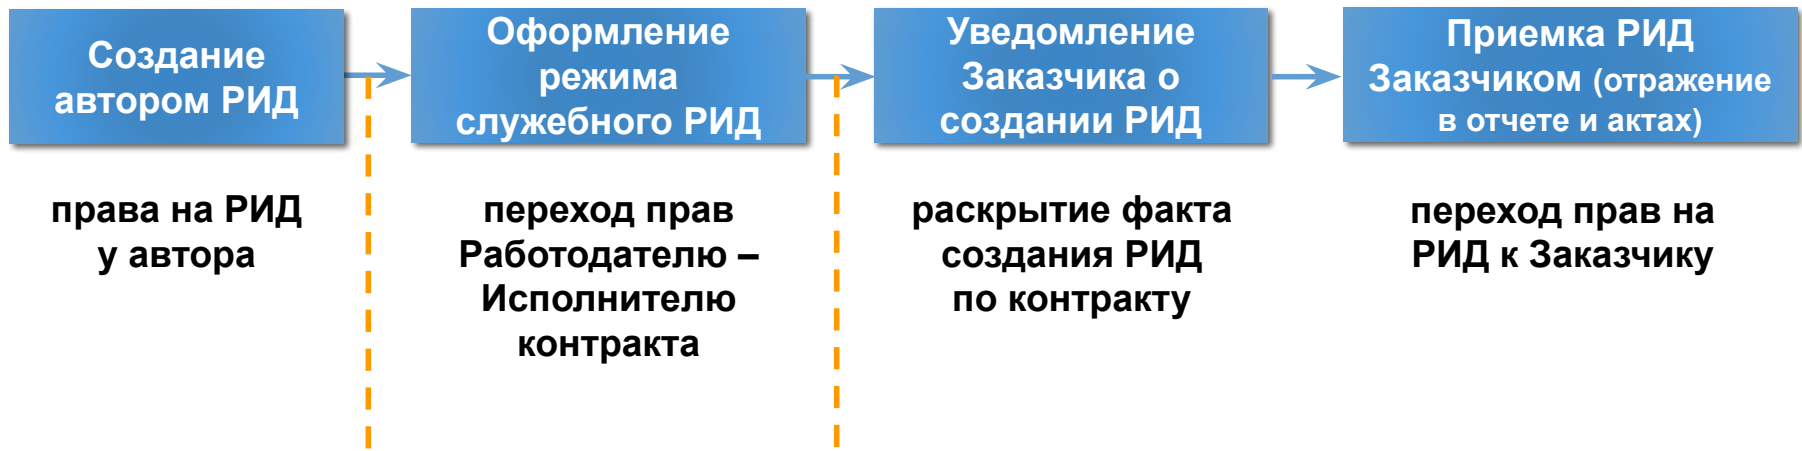 Создание
автором РИД
Оформление
режима
служебного РИД
Уведомление
Заказчика о
создании РИД
Приемка РИД
Заказчиком (отражение
в отчете и актах)
права на РИД
у автора
переход прав
Работодателю –
Исполнителю
контракта
раскрытие факта
создания РИД
по контракту
переход прав на
РИД к Заказчику